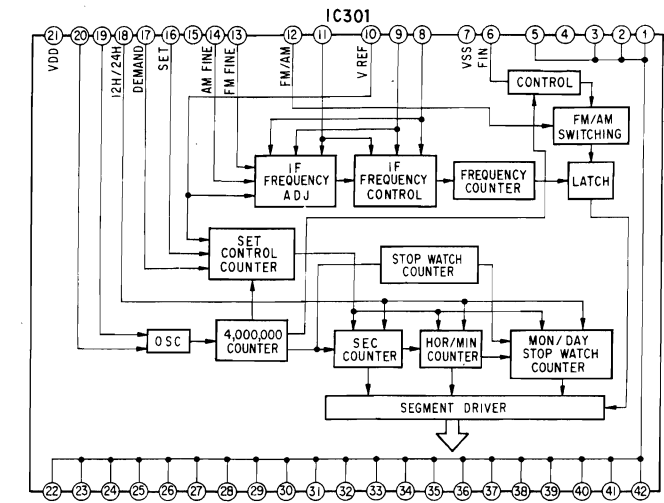 IC301
21 20 19 18 17 16 15 14 13 12 11 10 9 8 7 6 5 4 3 2 1
VDD
12H/24H
DEMAND
SET
AM FINE
FM FINE
FM/AM
V REF
VSS
FIN
CONTROL
FM/AM
SWITCHING
IF
FREQUENCY
ADJ
IF
FREQUENCY
CONTROL
FREQUENCY
COUNTER
LATCH
SET
CONTROL
COUNTER
STOP WATCH
COUNTER
OSC
4,000,000
COUNTER
SEC
COUNTER
HOR/MIN
COUNTER
MON/DAY
STOP WATCH
COUNTER
SEGMENT DRIVER
22 23 24 25 26 27 28 29 30 31 32 33 34 35 36 37 38 39 40 41 42